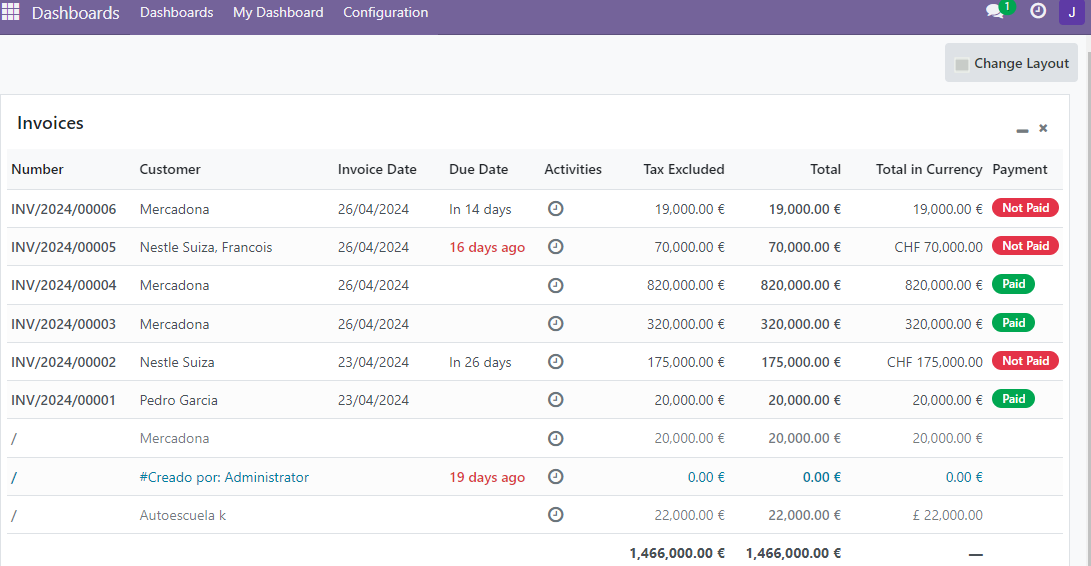 Dashboards Dashboards My Dashboard Configuration 1 J
Change Layout
Invoices
Number Customer Invoice Date Due Date Activities Tax Excluded Total Total in Currency Payment
INV/2024/00006 Mercadona 26/04/2024 In 14 days 19,000.00 € 19,000.00 € 19,000.00 € Not Paid
INV/2024/00005 Nestle Suiza, Francois 26/04/2024 16 days ago 70,000.00 € 70,000.00 € CHF 70,000.00 Not Paid
INV/2024/00004 Mercadona 26/04/2024 820,000.00 € 820,000.00 € 820,000.00 € Paid
INV/2024/00003 Mercadona 26/04/2024 320,000.00 € 320,000.00 € 320,000.00 € Paid
INV/2024/00002 Nestle Suiza 23/04/2024 In 26 days 175,000.00 € 175,000.00 € CHF 175,000.00 Not Paid
INV/2024/00001 Pedro Garcia 23/04/2024 20,000.00 € 20,000.00 € 20,000.00 € Paid
/ Mercadona 20,000.00 € 20,000.00 € 20,000.00 €
/ #Creado por: Administrator 19 days ago 0.00 € 0.00 € 0.00 €
/ Autoescuela k 22,000.00 € 22,000.00 € £ 22,000.00
1,466,000.00 € 1,466,000.00 € —